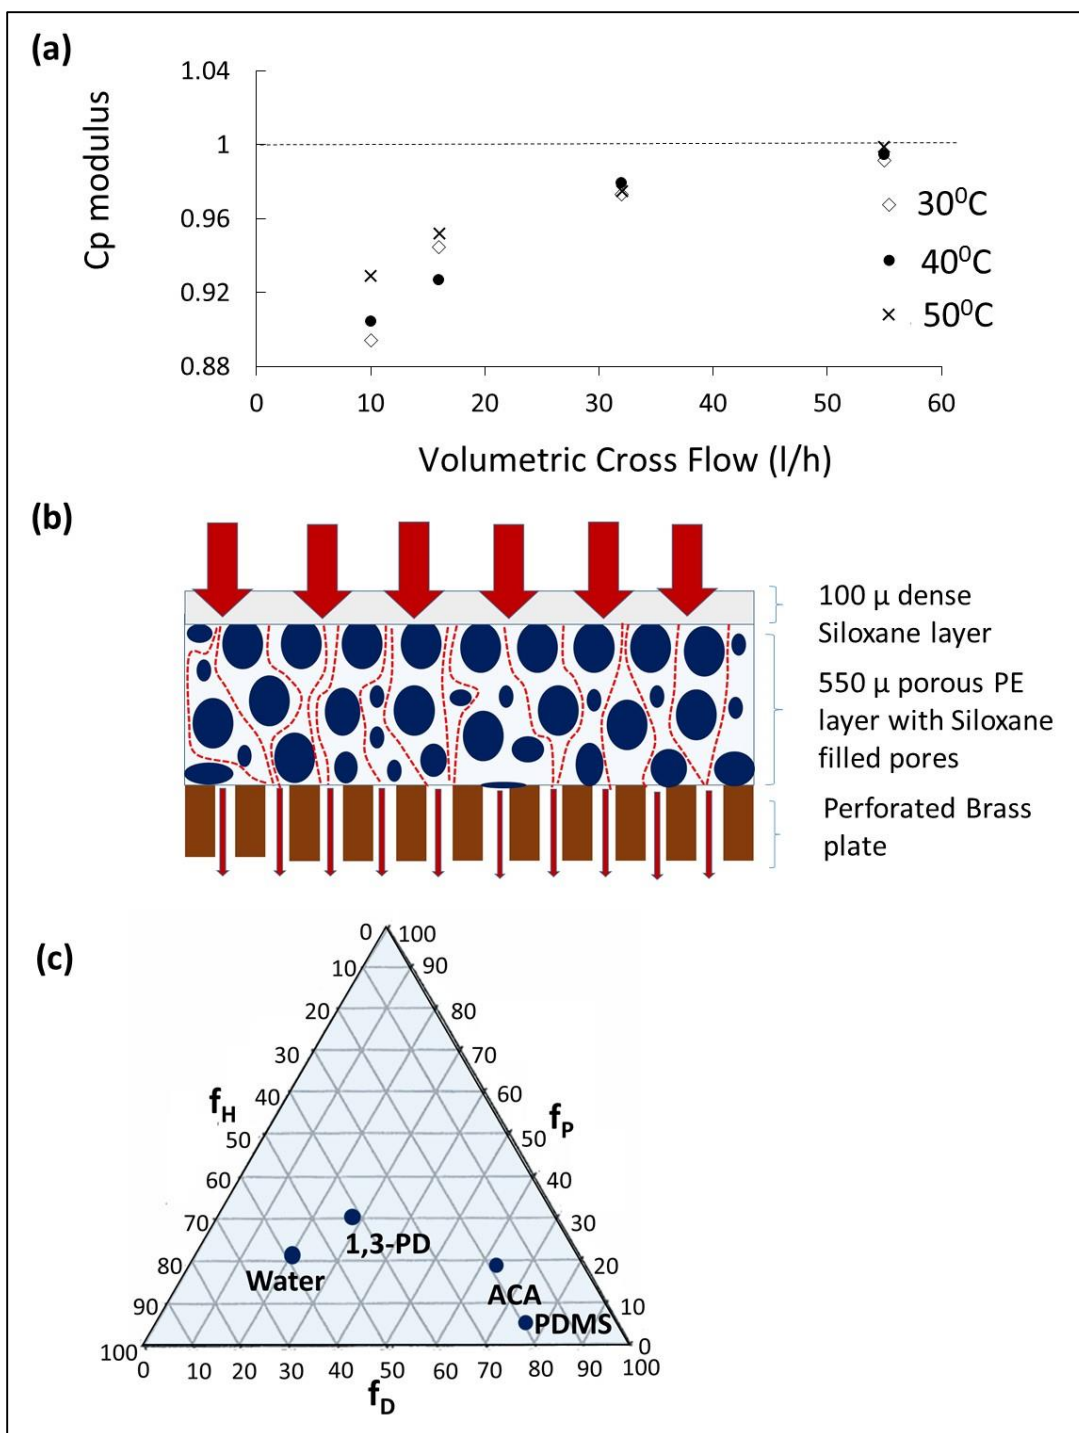 (a)
Cp modulus
1.04
1
0.96
0.92
0.88
0 10 20 30 40 50 60
30⁰C
40⁰C
50⁰C
Volumetric Cross Flow (l/h)
(b)
100 µ dense
Siloxane layer
550 µ porous PE
layer with Siloxane
filled pores
Perforated Brass
plate
(c)
0 100
10 90
20 80
30 70
40 60
f_H f_P
50 50
60 40
70 30
80 20
90 10
100 0
1,3-PD
Water
ACA
PDMS
0 10 20 30 40 50 60 70 80 90 100
f_D